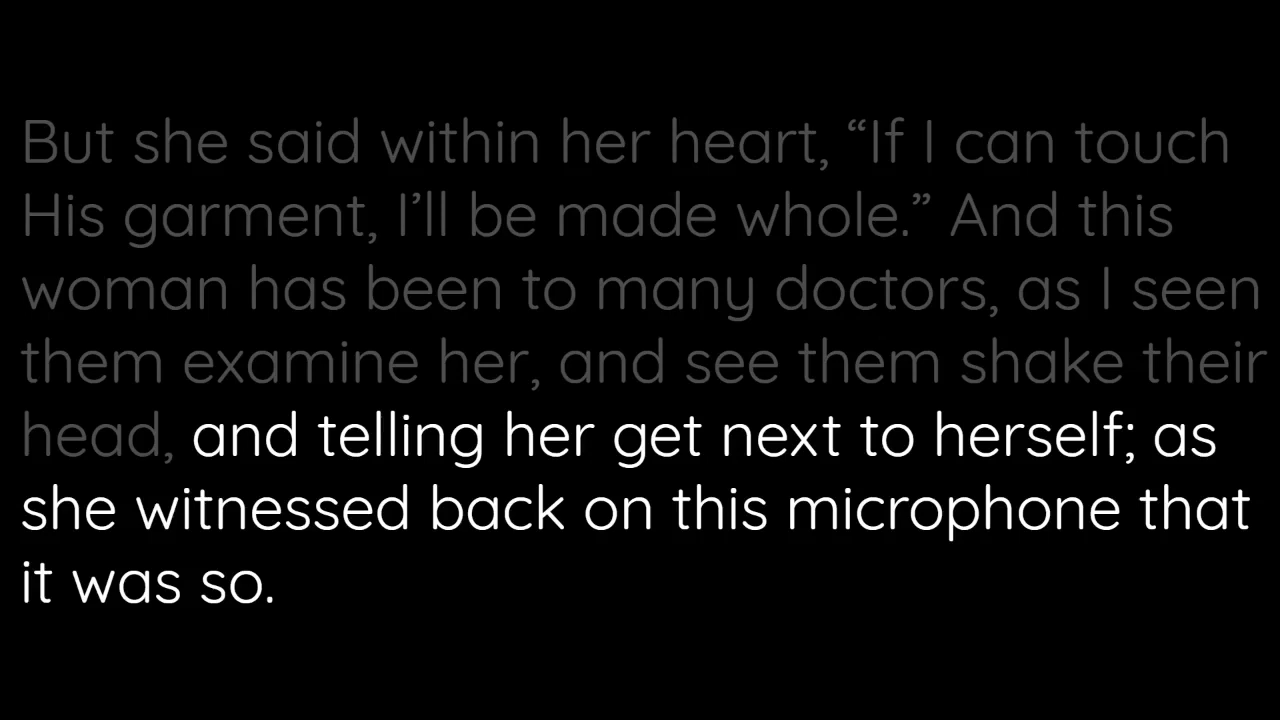 But she said within her heart, “If I can touch
His garment, I’ll be made whole.” And this
woman has been to many doctors, as I seen
them examine her, and see them shake their
head, and telling her get next to herself; as
she witnessed back on this microphone that
it was so.